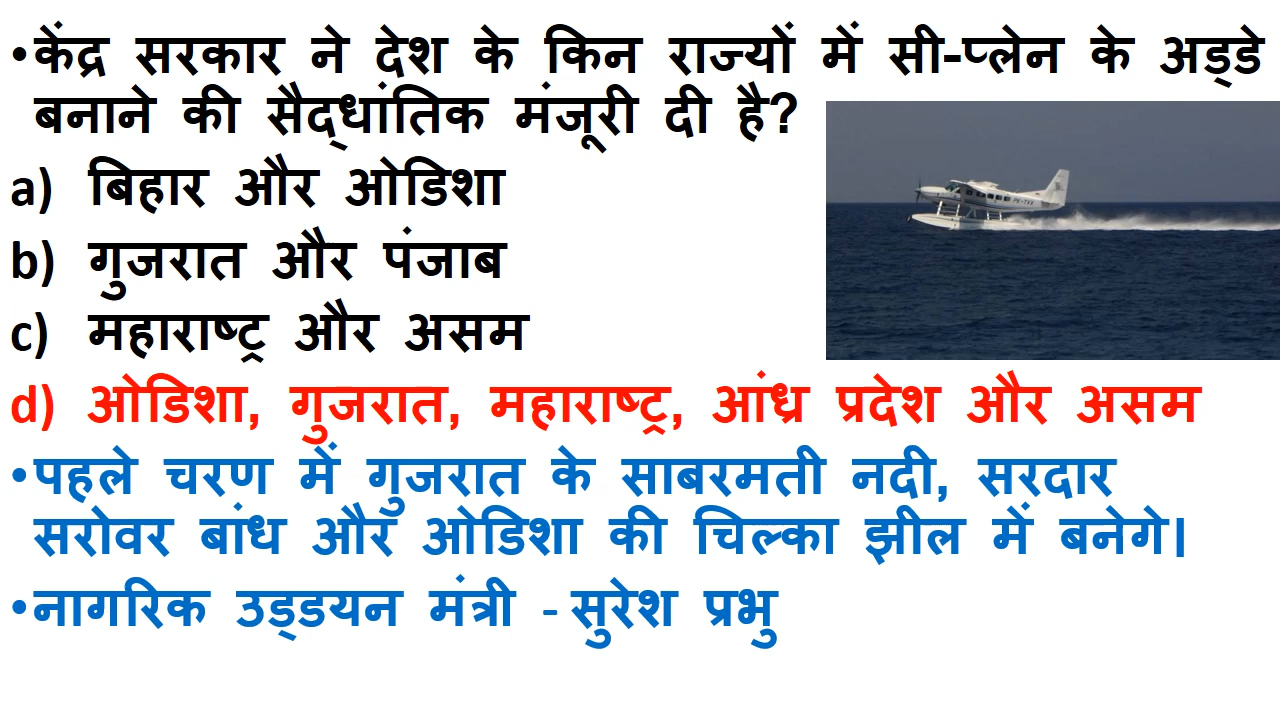 •केंद्र सरकार ने देश के किन राज्यों में सी-प्लेन के अड्डे
बनाने की सैद्धांतिक मंजूरी दी है?
a) बिहार और ओडिशा
b) गुजरात और पंजाब
c) महाराष्ट्र और असम
d) ओडिशा, गुजरात, महाराष्ट्र, आंध्र प्रदेश और असम
•पहले चरण में गुजरात के साबरमती नदी, सरदार
सरोवर बांध और ओडिशा की चिल्का झील में बनेगे।
•नागरिक उड्डयन मंत्री - सुरेश प्रभु